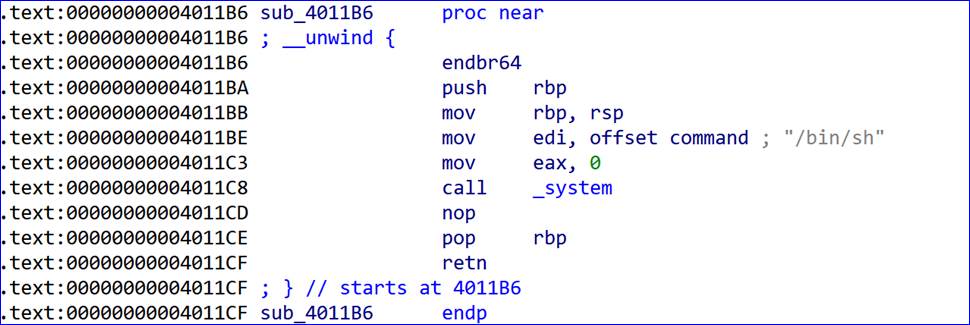 .text:00000000004011B6 sub_4011B6 proc near
.text:00000000004011B6 ; __unwind {
.text:00000000004011B6 endbr64
.text:00000000004011BA push rbp
.text:00000000004011BB mov rbp, rsp
.text:00000000004011BE mov edi, offset command ; "/bin/sh"
.text:00000000004011C3 mov eax, 0
.text:00000000004011C8 call _system
.text:00000000004011CD nop
.text:00000000004011CE pop rbp
.text:00000000004011CF retn
.text:00000000004011CF ; } // starts at 4011B6
.text:00000000004011CF sub_4011B6 endp